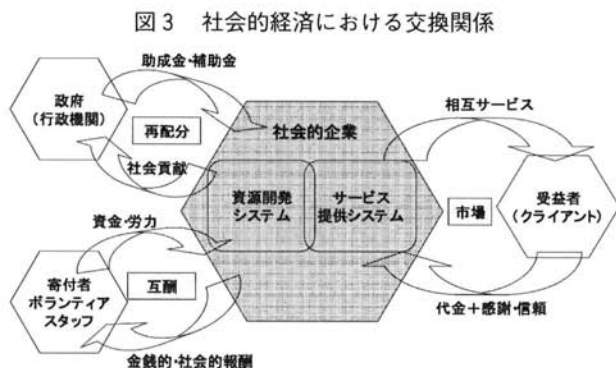 図3 社会的経済における交換関係
助成金・補助金
政府
(行政機関)
再配分
社会貢献
社会的企業
相互サービス
資源開発
システム
サービス
提供システム
市場
受益者
(クライアント)
資金・労力
寄付者
ボランティア
スタッフ
互酬
代金+感謝・信頼
金銭的・社会的報酬